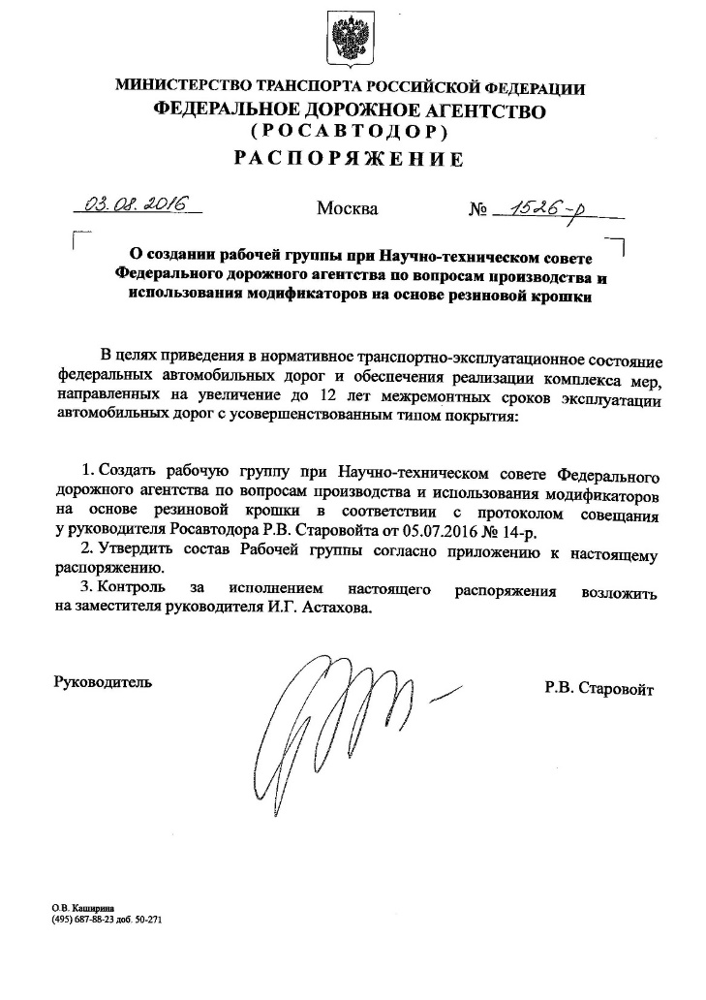 МИНИСТЕРСТВО ТРАНСПОРТА РОССИЙСКОЙ ФЕДЕРАЦИИ
ФЕДЕРАЛЬНОЕ ДОРОЖНОЕ АГЕНТСТВО
(РОСАВТОДОР)
РАСПОРЯЖЕНИЕ
03.08.2016 Москва № 1526-р
О создании рабочей группы при Научно-техническом совете
Федерального дорожного агентства по вопросам производства и
использования модификаторов на основе резиновой крошки
В целях приведения в нормативное транспортно-эксплуатационное состояние
федеральных автомобильных дорог и обеспечения реализации комплекса мер,
направленных на увеличение до 12 лет межремонтных сроков эксплуатации
автомобильных дорог с усовершенствованным типом покрытия:
1. Создать рабочую группу при Научно-техническом совете Федерального
дорожного агентства по вопросам производства и использования модификаторов
на основе резиновой крошки в соответствии с протоколом совещания
у руководителя Росавтодора Р.В. Старовойта от 05.07.2016 № 14-р.
2. Утвердить состав Рабочей группы согласно приложению к настоящему
распоряжению.
3. Контроль за исполнением настоящего распоряжения возложить
на заместителя руководителя И.Г. Астахова.
Руководитель Р.В. Старовойт
О.В. Каширина
(495) 687-88-23 доб. 50-271